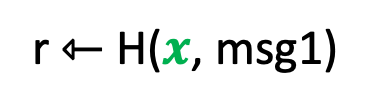 r ← H(x, msg1)